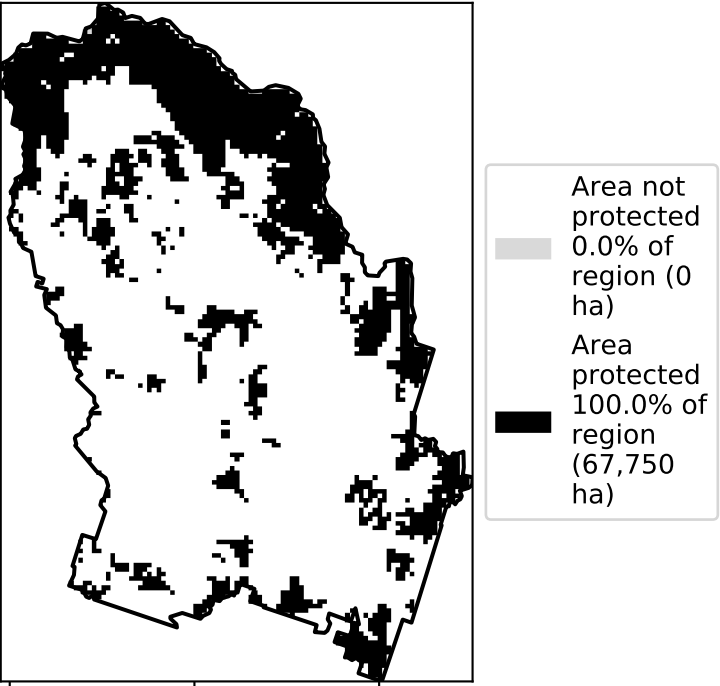 Area not
protected
0.0% of
region (0
ha)
Area
protected
100.0% of
region
(67,750
ha)